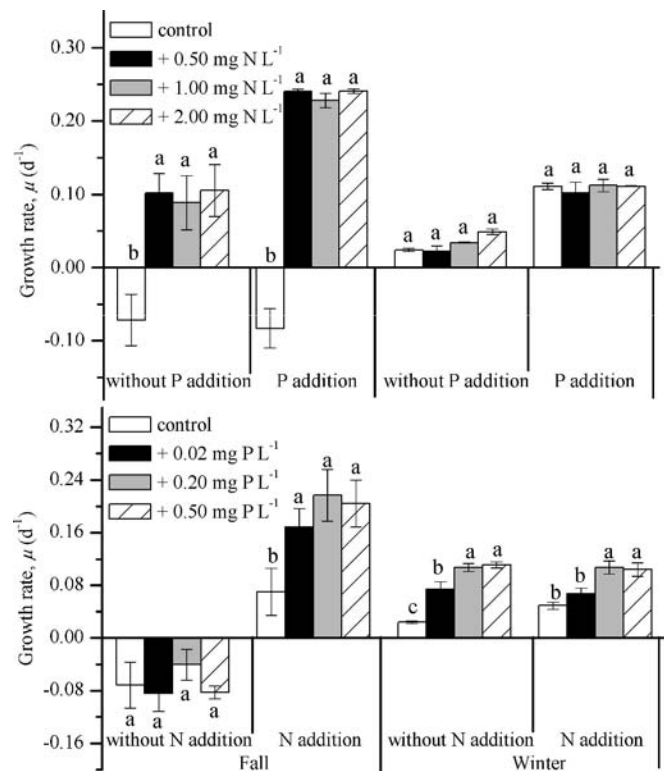 control
+ 0.50 mg N L-1
+ 1.00 mg N L-1
+ 2.00 mg N L-1
0.30
0.20
0.10
0.00
-0.10
Growth rate, μ (d-1)
b a a a
b a a a
a a a a
a a a a
without P addition P addition without P addition P addition
control
+ 0.02 mg P L-1
+ 0.20 mg P L-1
+ 0.50 mg P L-1
0.32
0.24
0.16
0.08
0.00
-0.08
-0.16
Growth rate, μ (d-1)
a a a a
b a a a
c b a a
b b a a
without N addition N addition without N addition N addition
Fall Winter